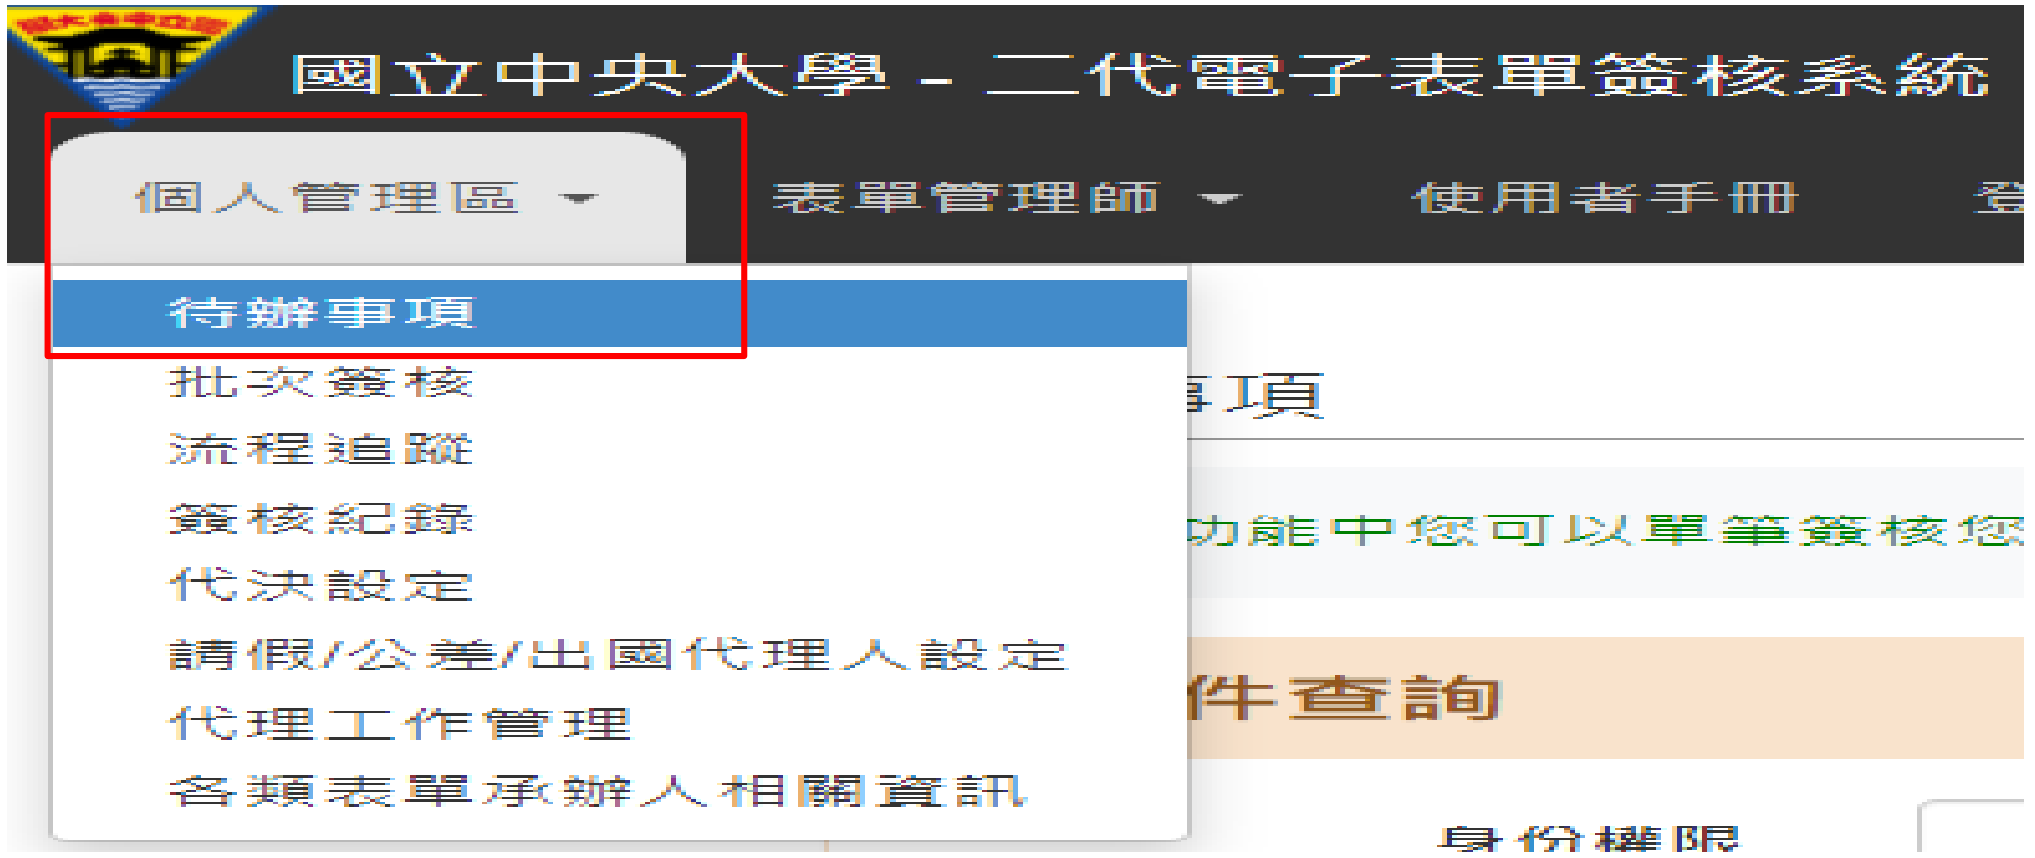 國立中央大學 - 二代電子表單簽核系統
個人管理區 表單管理師 使用者手冊 登
待辦事項
批次簽核
事項
流程追蹤
簽核紀錄
功能中您可以單筆簽核您
代決設定
請假/公差/出國代理人設定
件查詢
代理工作管理
各類表單承辦人相關資訊
身份權限